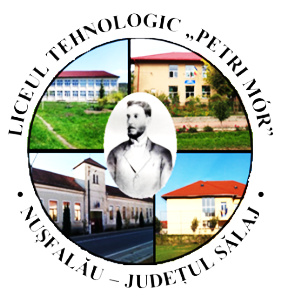 LICEUL TEHNOLOGIC „PETRI MÓR”
• NUȘFALĂU – JUDEȚUL SĂLAJ •